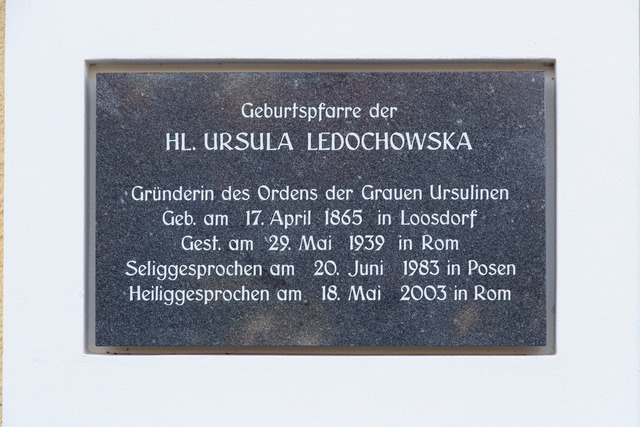 Geburtspfarre der
HL. URSULA LEDOCHOWSKA
Gründerin des Ordens der Grauen Ursulinen
Geb. am 17. April 1865 in Loosdorf
Gest. am 29. Mai 1939 in Rom
Seliggesprochen am 20. Juni 1983 in Posen
Heiliggesprochen am 18. Mai 2003 in Rom